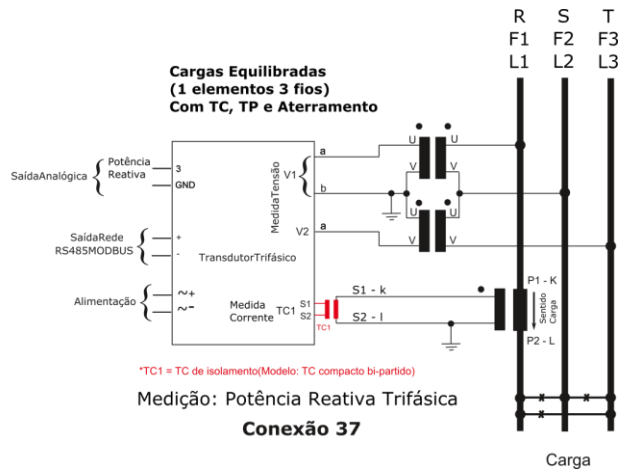 R S T
F1 F2 F3
L1 L2 L3
Cargas Equilibradas
(1 elementos 3 fios)
Com TC, TP e Aterramento
SaídaAnalógica
Potência
Reativa
3
GND
SaídaRede
RS485MODBUS
+
-
Alimentação
~+
~-
TransdutorTrifásico
MedidaTensão
V1
a
b
V2
a
U U
V V
U U
V V
Medida
Corrente
TC1
S1
S2
TC1
S1 - k
S2 - l
P1 - K
Sentido
Carga
P2 - L
*TC1 = TC de isolamento(Modelo: TC compacto bi-partido)
Medição: Potência Reativa Trifásica
Conexão 37
Carga